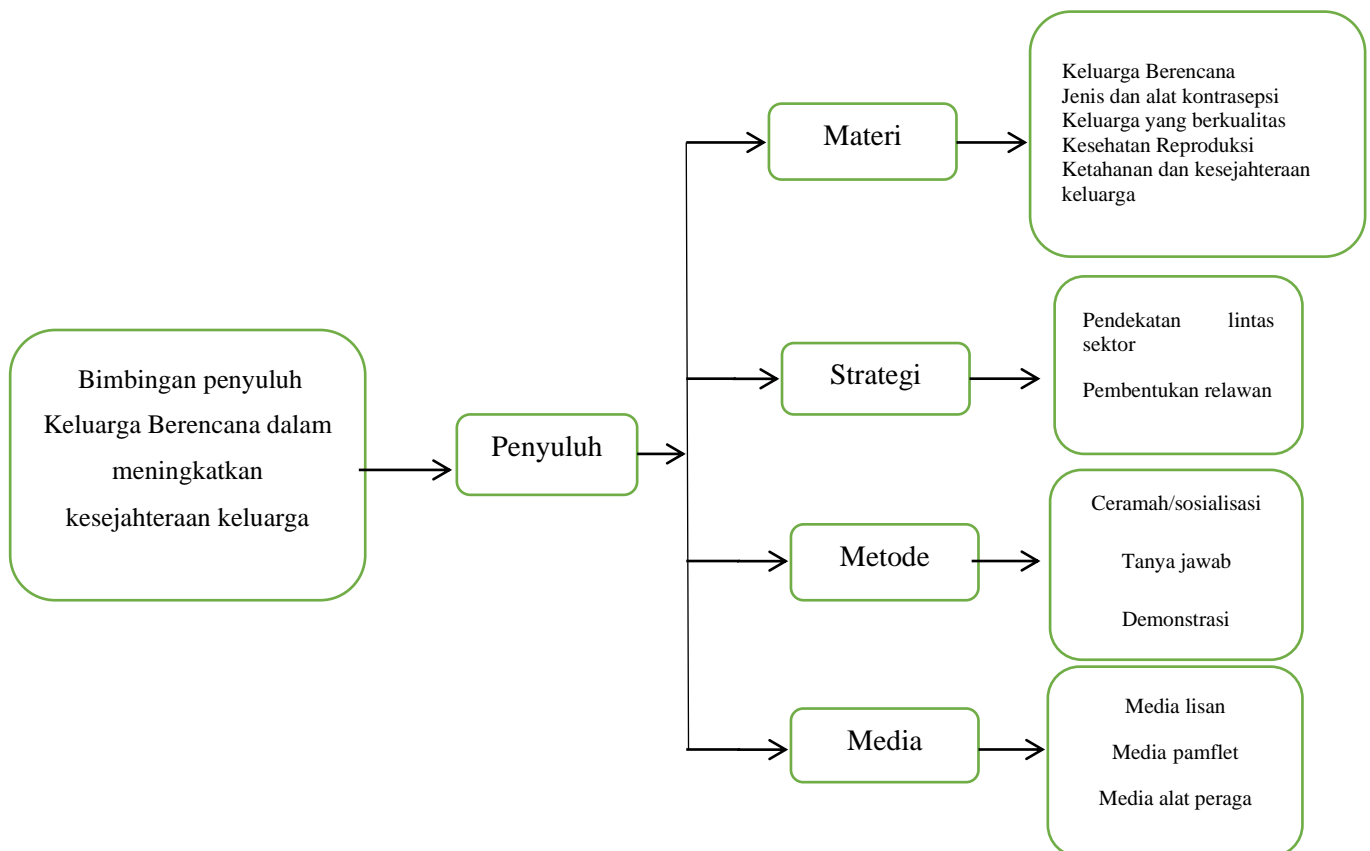 Bimbingan penyuluh
Keluarga Berencana dalam
meningkatkan
kesejahteraan keluarga
Penyuluh
Materi
Keluarga Berencana
Jenis dan alat kontrasepsi
Keluarga yang berkualitas
Kesehatan Reproduksi
Ketahanan dan kesejahteraan
keluarga
Strategi
Pendekatan lintas
sektor
Pembentukan relawan
Metode
Ceramah/sosialisasi
Tanya jawab
Demonstrasi
Media
Media lisan
Media pamflet
Media alat peraga